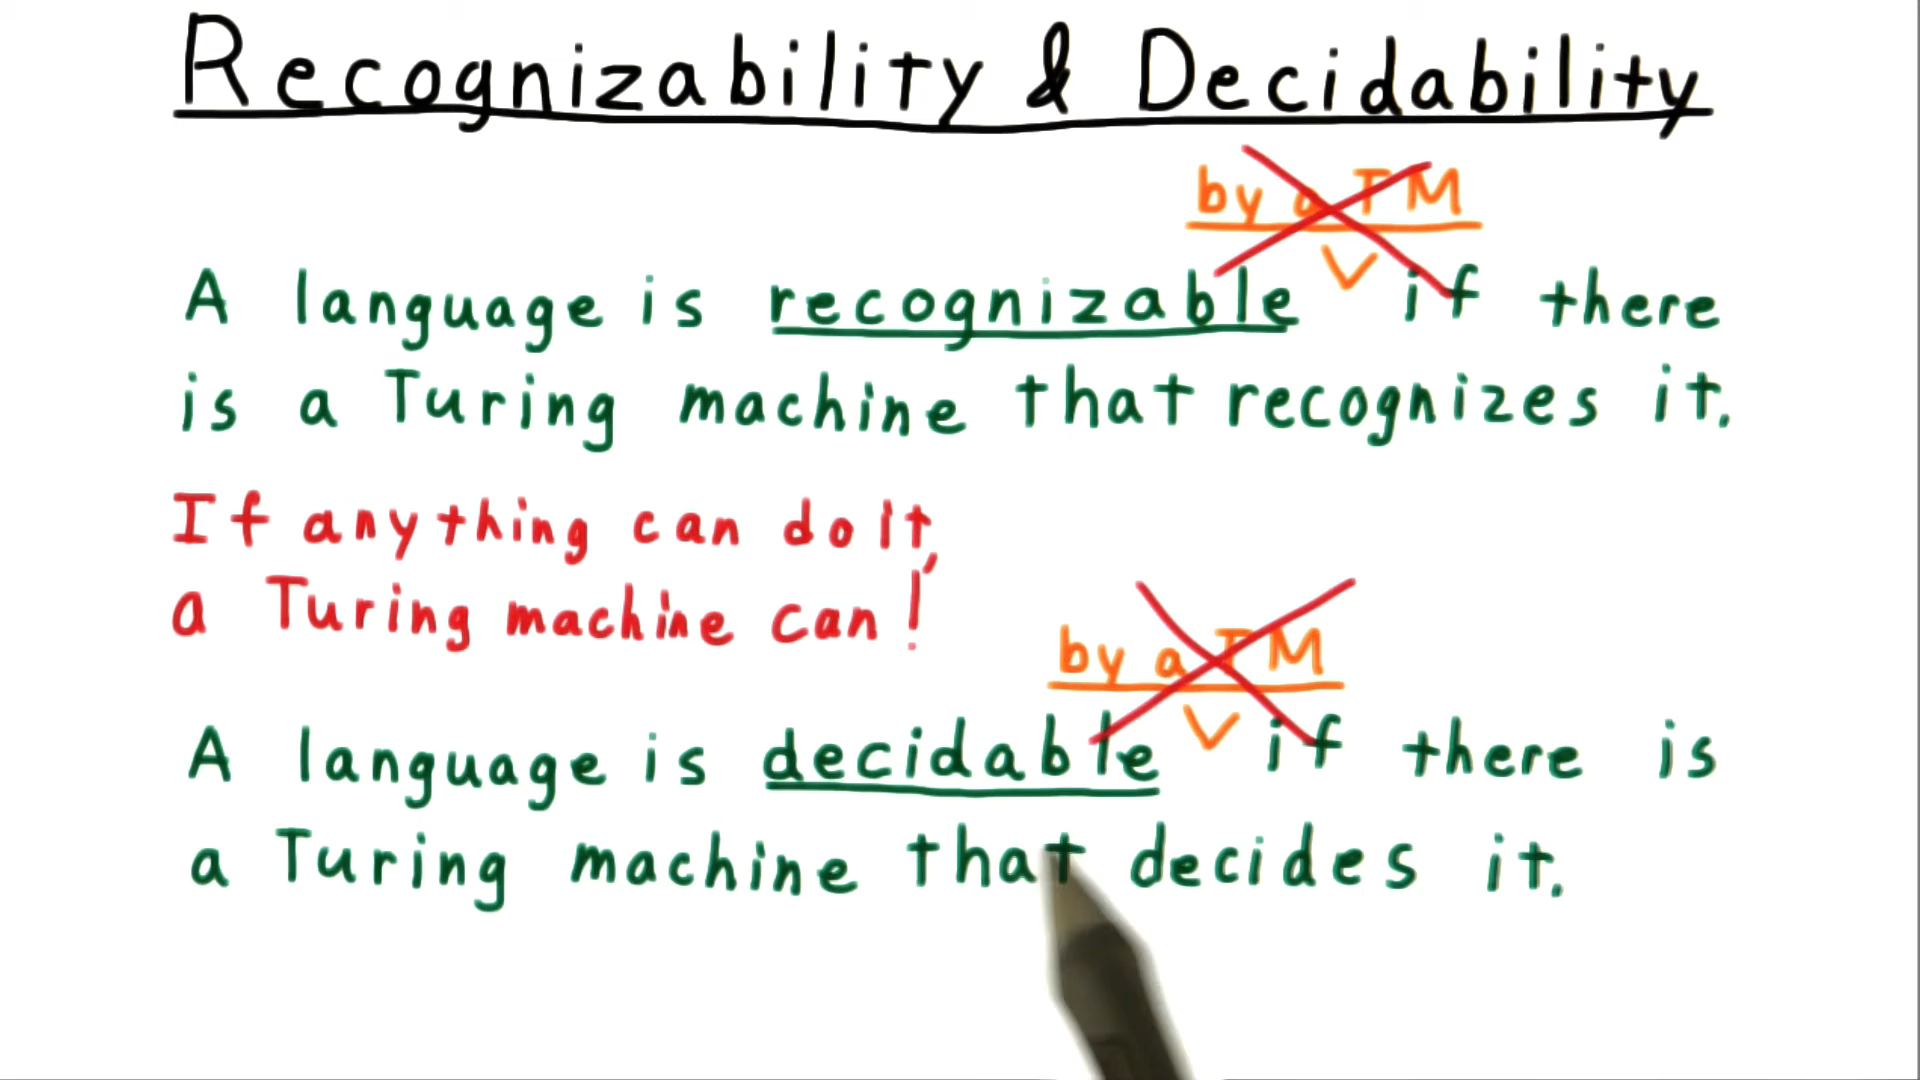 Recognizability & Decidability
by a TM
A language is recognizable if there
is a Turing machine that recognizes it.
If anything can do it,
a Turing machine can!
by a TM
A language is decidable if there is
a Turing machine that decides it.